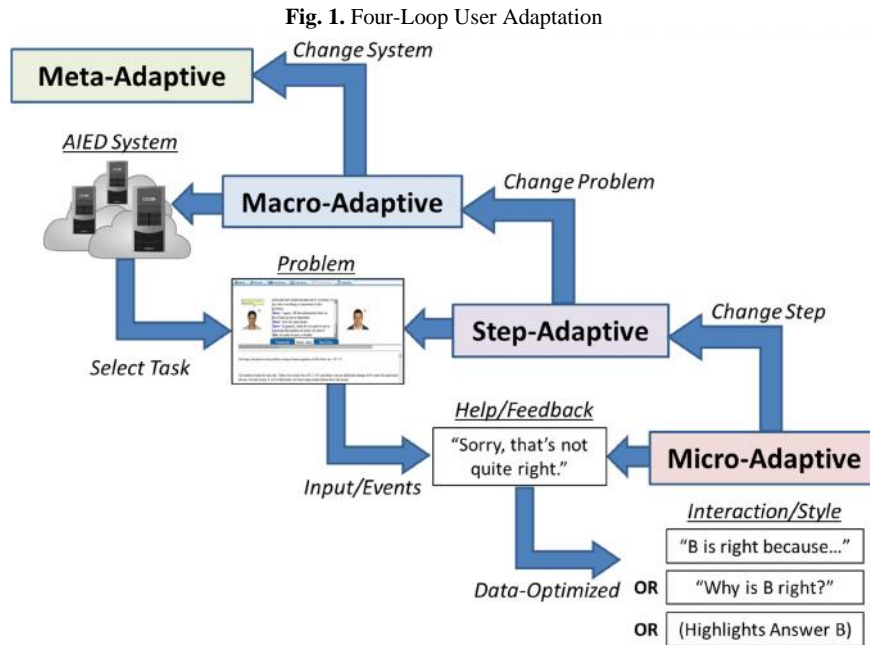 Fig. 1. Four-Loop User Adaptation
Change System
Meta-Adaptive
AIED System
Change Problem
Macro-Adaptive
Problem
Change Step
Step-Adaptive
Select Task
Help/Feedback
"Sorry, that's not
quite right."
Micro-Adaptive
Input/Events
Interaction/Style
"B is right because…"
Data-Optimized
OR "Why is B right?"
OR (Highlights Answer B)